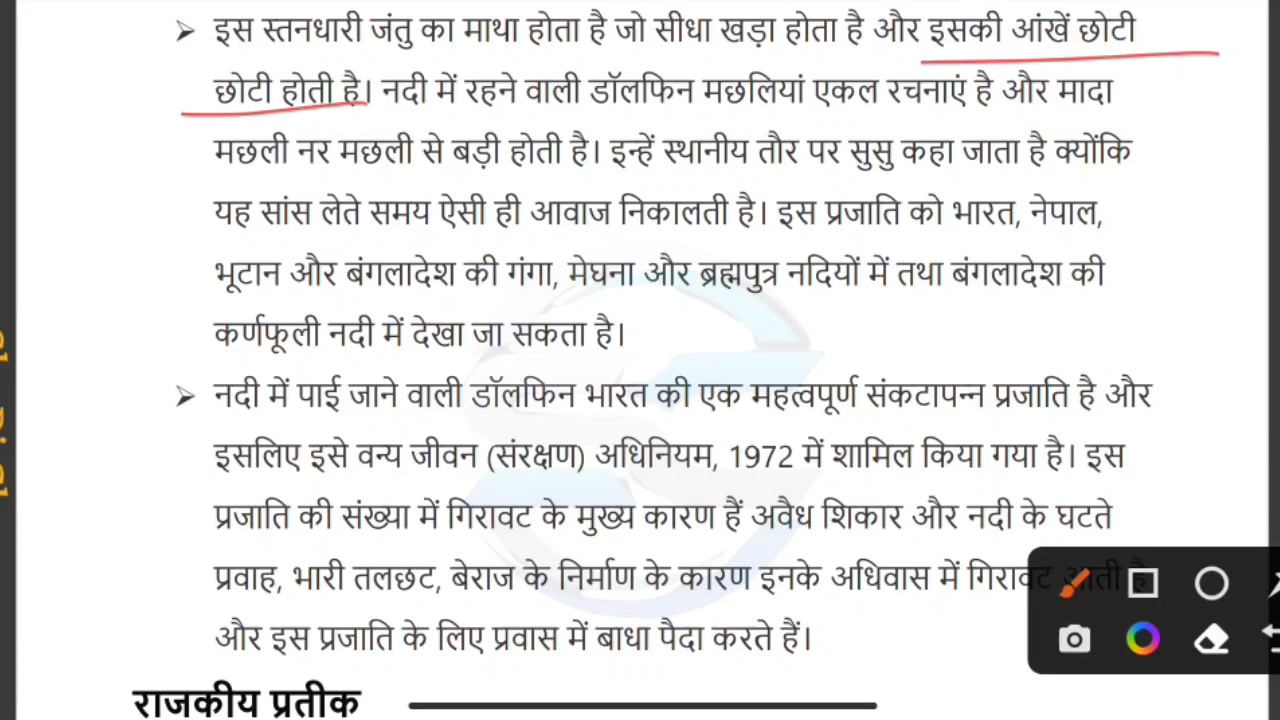 ➢ इस स्तनधारी जंतु का माथा होता है जो सीधा खड़ा होता है और इसकी आंखें छोटी
छोटी होती है। नदी में रहने वाली डॉलफिन मछलियां एकल रचनाएं है और मादा
मछली नर मछली से बड़ी होती है। इन्हें स्थानीय तौर पर सुसु कहा जाता है क्योंकि
यह सांस लेते समय ऐसी ही आवाज निकालती है। इस प्रजाति को भारत, नेपाल,
भूटान और बंगलादेश की गंगा, मेघना और ब्रह्मपुत्र नदियों में तथा बंगलादेश की
कर्णफूली नदी में देखा जा सकता है।
➢ नदी में पाई जाने वाली डॉलफिन भारत की एक महत्वपूर्ण संकटापन्न प्रजाति है और
इसलिए इसे वन्य जीवन (संरक्षण) अधिनियम, 1972 में शामिल किया गया है। इस
प्रजाति की संख्या में गिरावट के मुख्य कारण हैं अवैध शिकार और नदी के घटते
प्रवाह, भारी तलछट, बेराज के निर्माण के कारण इनके अधिवास में गिरावट आती है
और इस प्रजाति के लिए प्रवास में बाधा पैदा करते हैं।
राजकीय प्रतीक